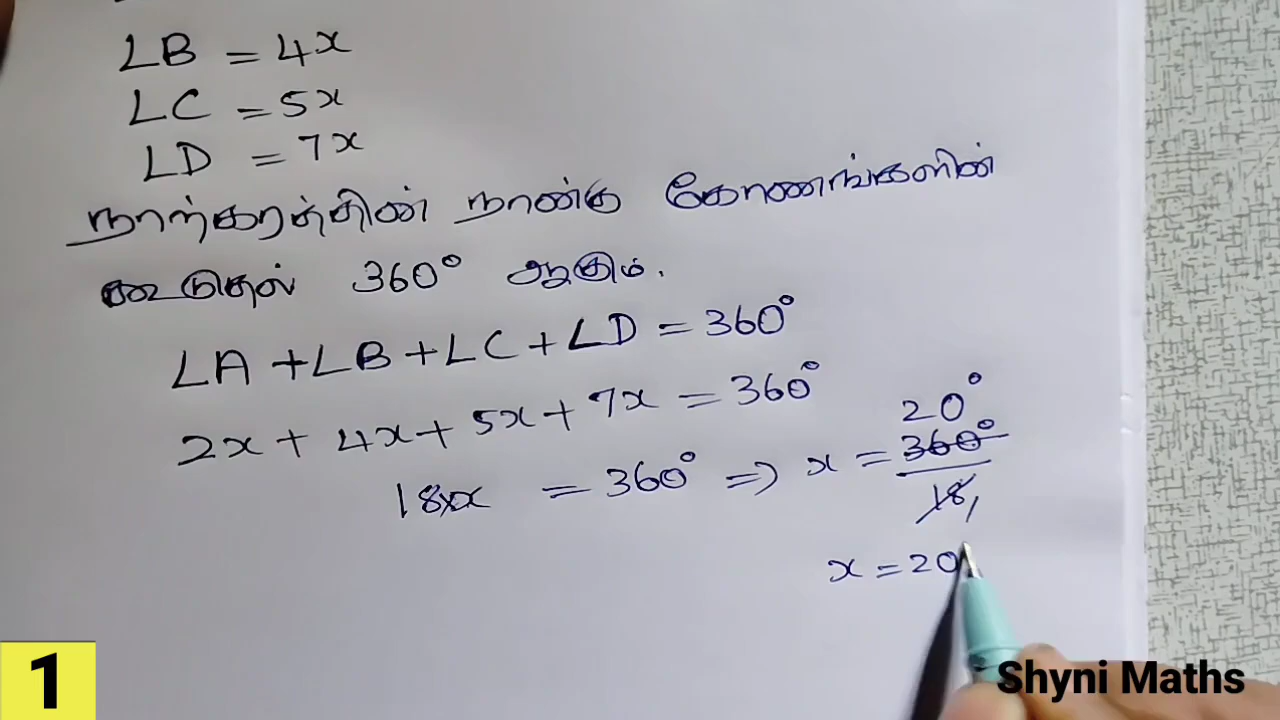 ∠B = 4x
∠C = 5x
∠D = 7x
நாற்கரத்தின் நான்கு கோணங்களின்
கூடுதல் 360° ஆகும்.
∠A + ∠B + ∠C + ∠D = 360°
2x + 4x + 5x + 7x = 360°
18x = 360° ⇒ x = 360°/18 20° 1
x = 20
1
Shyni Maths